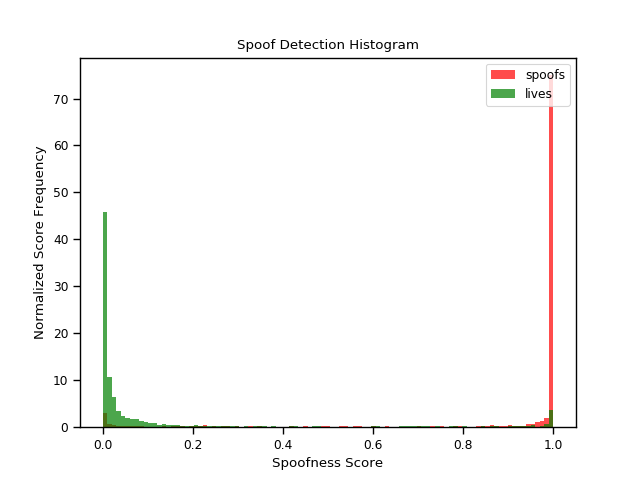 Spoof Detection Histogram
spoofs
lives
Normalized Score Frequency
70
60
50
40
30
20
10
0
0.0 0.2 0.4 0.6 0.8 1.0
Spoofness Score